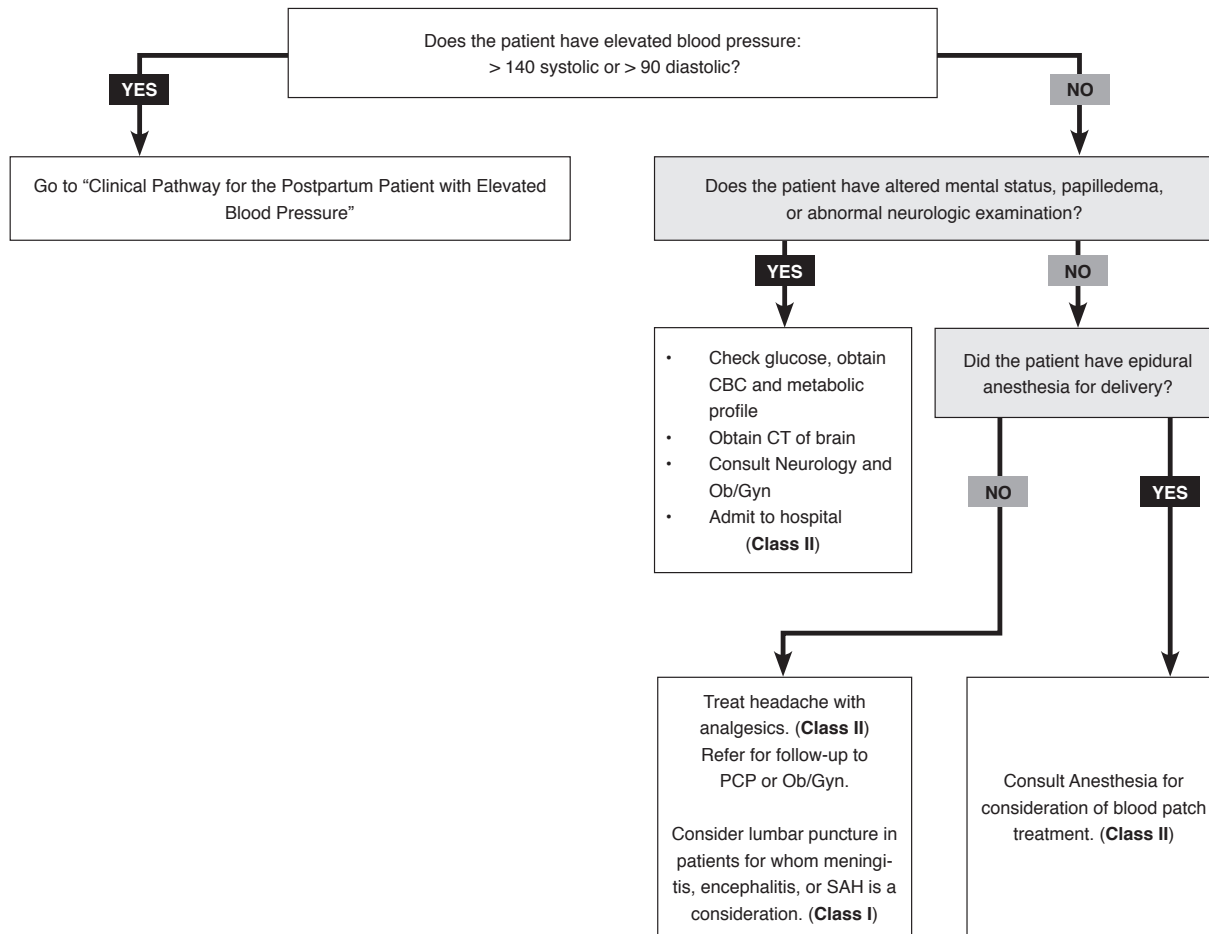 Does the patient have elevated blood pressure:
> 140 systolic or > 90 diastolic?
YES
NO
Go to “Clinical Pathway for the Postpartum Patient with Elevated
Blood Pressure”
Does the patient have altered mental status, papilledema,
or abnormal neurologic examination?
YES
NO
• Check glucose, obtain
CBC and metabolic
profile
• Obtain CT of brain
• Consult Neurology and
Ob/Gyn
• Admit to hospital
(Class II)
Did the patient have epidural
anesthesia for delivery?
NO
YES
Treat headache with
analgesics. (Class II)
Refer for follow-up to
PCP or Ob/Gyn.
Consider lumbar puncture in
patients for whom meningi-
tis, encephalitis, or SAH is a
consideration. (Class I)
Consult Anesthesia for
consideration of blood patch
treatment. (Class II)